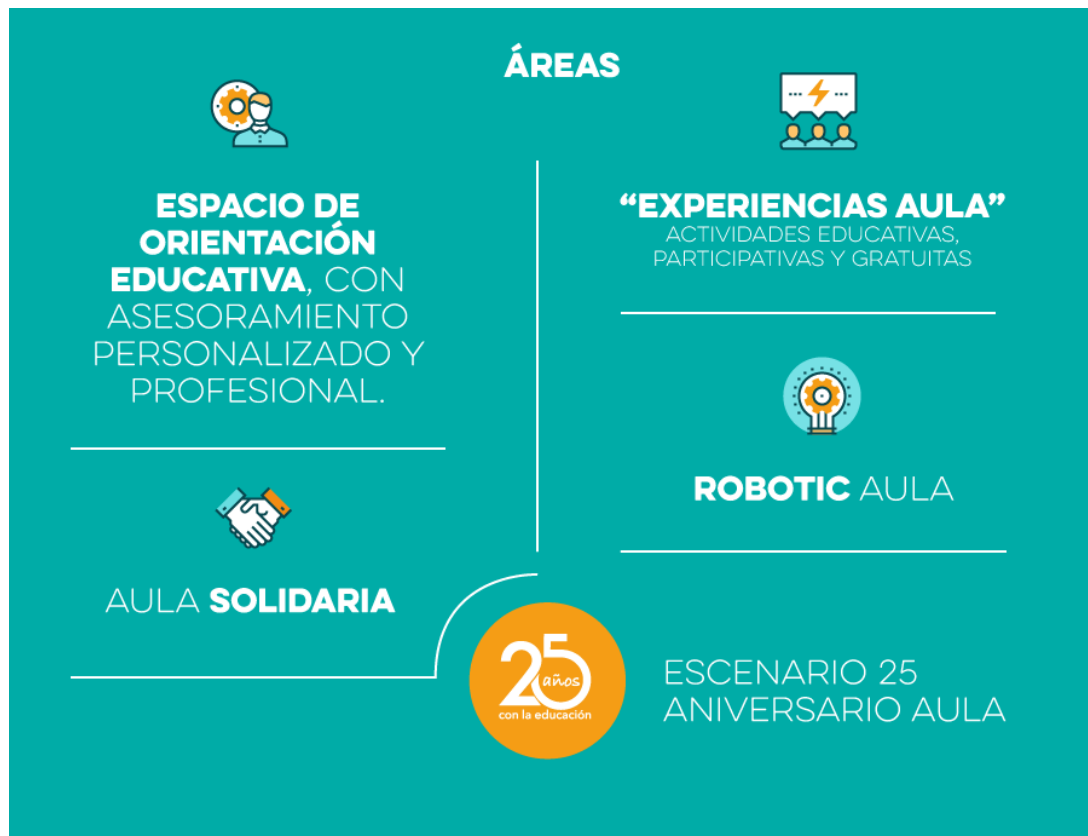 ÁREAS
ESPACIO DE
ORIENTACIÓN
EDUCATIVA, CON
ASESORAMIENTO
PERSONALIZADO Y
PROFESIONAL.
AULA SOLIDARIA
“EXPERIENCIAS AULA”
ACTIVIDADES EDUCATIVAS,
PARTICIPATIVAS Y GRATUITAS
ROBOTIC AULA
25
años
con la educación
ESCENARIO 25
ANIVERSARIO AULA